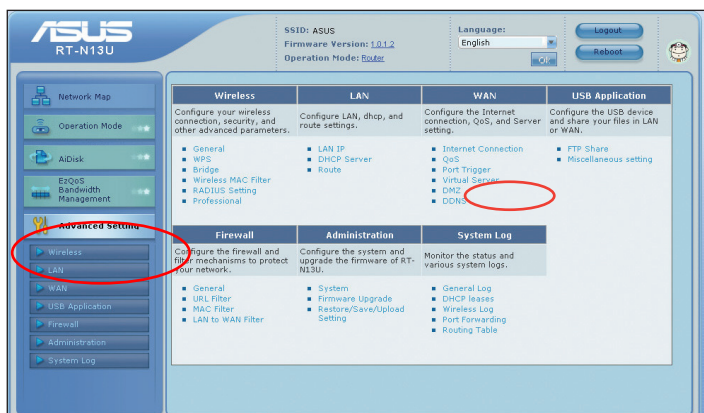 ASUS
RT-N13U
SSID: ASUS
Firmware Version: 1.0.1.2
Operation Mode: Router
Language:
English
Logout
Reboot
Network Map
Operation Mode
AiDisk
EzQoS
Bandwidth
Management
Advanced Setting
Wireless
LAN
WAN
USB Application
Firewall
Administration
System Log
Wireless
Configure your wireless
connection, security, and
other advanced parameters.
General
WPS
Bridge
Wireless MAC Filter
RADIUS Setting
Professional
LAN
Configure LAN, dhcp, and
route settings.
LAN IP
DHCP Server
Route
WAN
Configure the Internet
connection, QoS, and Server
setting.
Internet Connection
QoS
Port Trigger
Virtual Server
DMZ
DDNS
USB Application
Configure the USB device
and share your files in LAN
or WAN.
FTP Share
Miscellaneous setting
Firewall
Configure the firewall and
filter mechanisms to protect
your network.
General
URL Filter
MAC Filter
LAN to WAN Filter
Administration
Configure the system and
upgrade the firmware of RT-
N13U.
System
Firmware Upgrade
Restore/Save/Upload
Setting
System Log
Monitor the status and
various system logs.
General Log
DHCP leases
Wireless Log
Port Forwarding
Routing Table